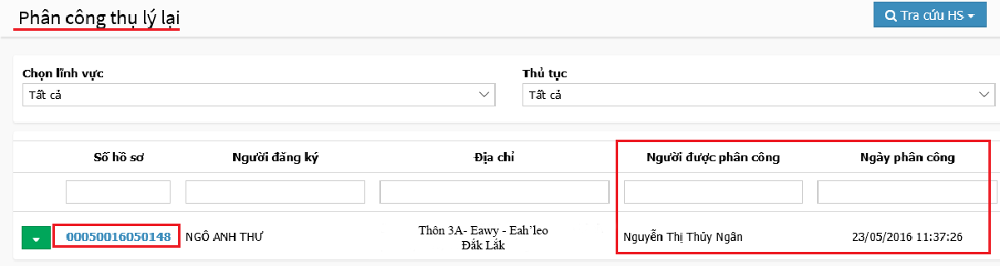 Phân công thụ lý lại
Tra cứu HS
Chọn lĩnh vực
Thủ tục
Tất cả
Tất cả
Số hồ sơ
Người đăng ký
Địa chỉ
Người được phân công
Ngày phân công
00050016050148
NGÔ ANH THƯ
Thôn 3A- Eawy - Eah’leo
Đắk Lắk
Nguyễn Thị Thủy Ngân
23/05/2016 11:37:26